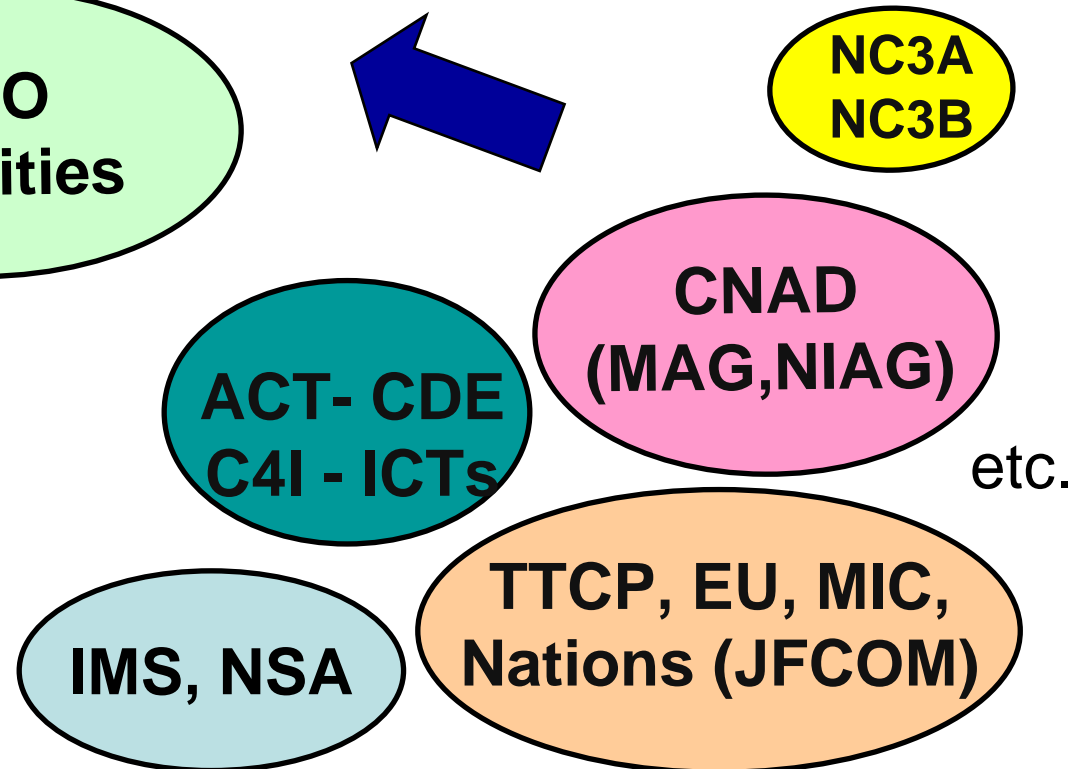 O
ities
NC3A
NC3B
CNAD
(MAG,NIAG)
ACT- CDE
C4I - ICTs
etc.
TTCP, EU, MIC,
Nations (JFCOM)
IMS, NSA